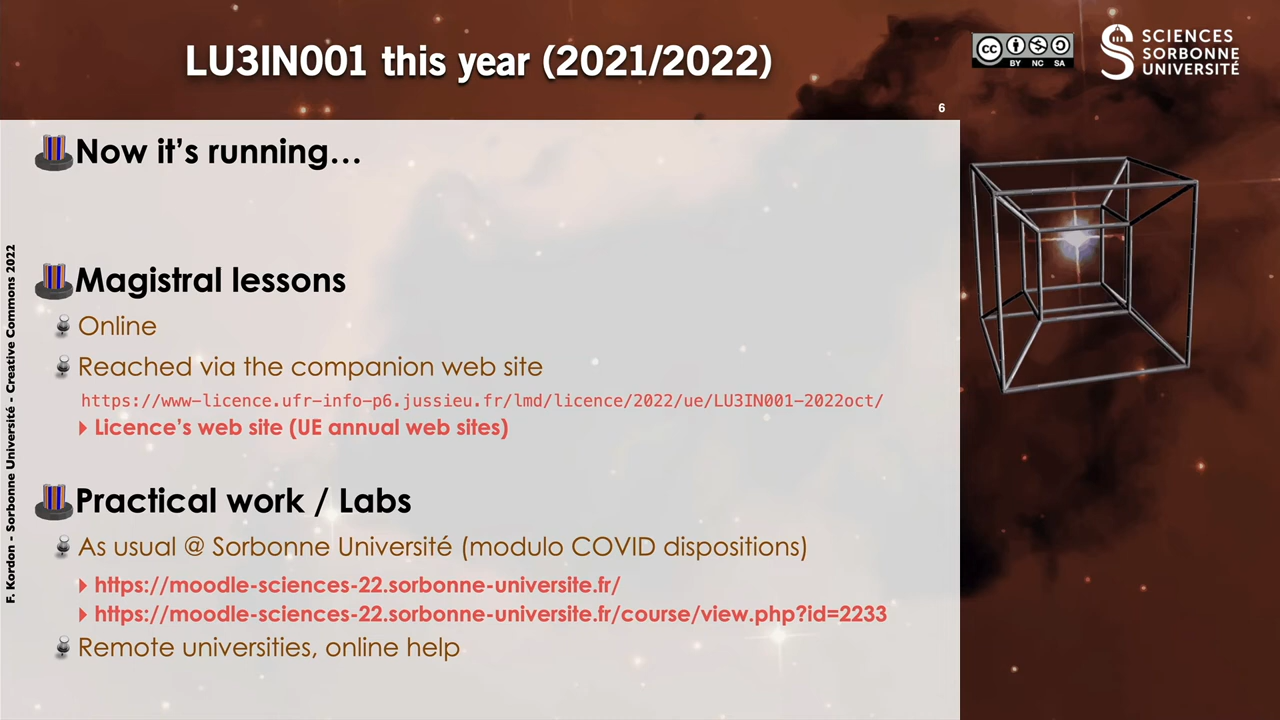 LU3IN001 this year (2021/2022)
cc BY NC SA
SCIENCES
SORBONNE
UNIVERSITÉ
6
Now it's running…
Magistral lessons
Online
Reached via the companion web site
https://www-licence.ufr-info-p6.jussieu.fr/lmd/licence/2022/ue/LU3IN001-2022oct/
Licence's web site (UE annual web sites)
Practical work / Labs
As usual @ Sorbonne Université (modulo COVID dispositions)
https://moodle-sciences-22.sorbonne-universite.fr/
https://moodle-sciences-22.sorbonne-universite.fr/course/view.php?id=2233
Remote universities, online help
F. Kordon - Sorbonne Université - Creative Commons 2022